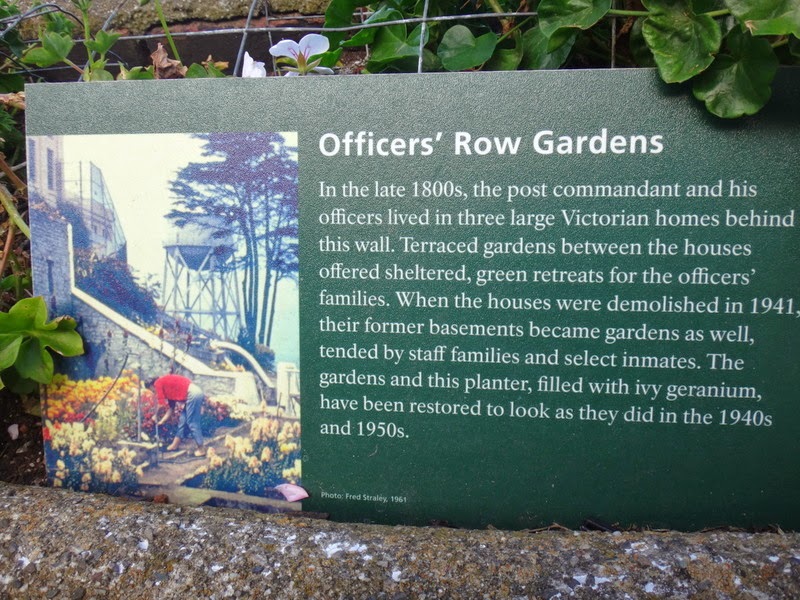 Officers’ Row Gardens
In the late 1800s, the post commandant and his
officers lived in three large Victorian homes behind
this wall. Terraced gardens between the houses
offered sheltered, green retreats for the officers’
families. When the houses were demolished in 1941,
their former basements became gardens as well,
tended by staff families and select inmates. The
gardens and this planter, filled with ivy geranium,
have been restored to look as they did in the 1940s
and 1950s.
Photo: Fred Straley, 1961